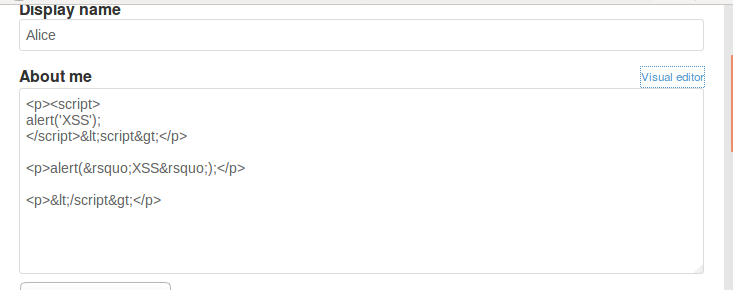 Display name
Alice
About me
Visual editor
<p><script>
alert('XSS');
</script>&lt;script&gt;</p>
<p>alert(&rsquo;XSS&rsquo;);</p>
<p>&lt;/script&gt;</p>